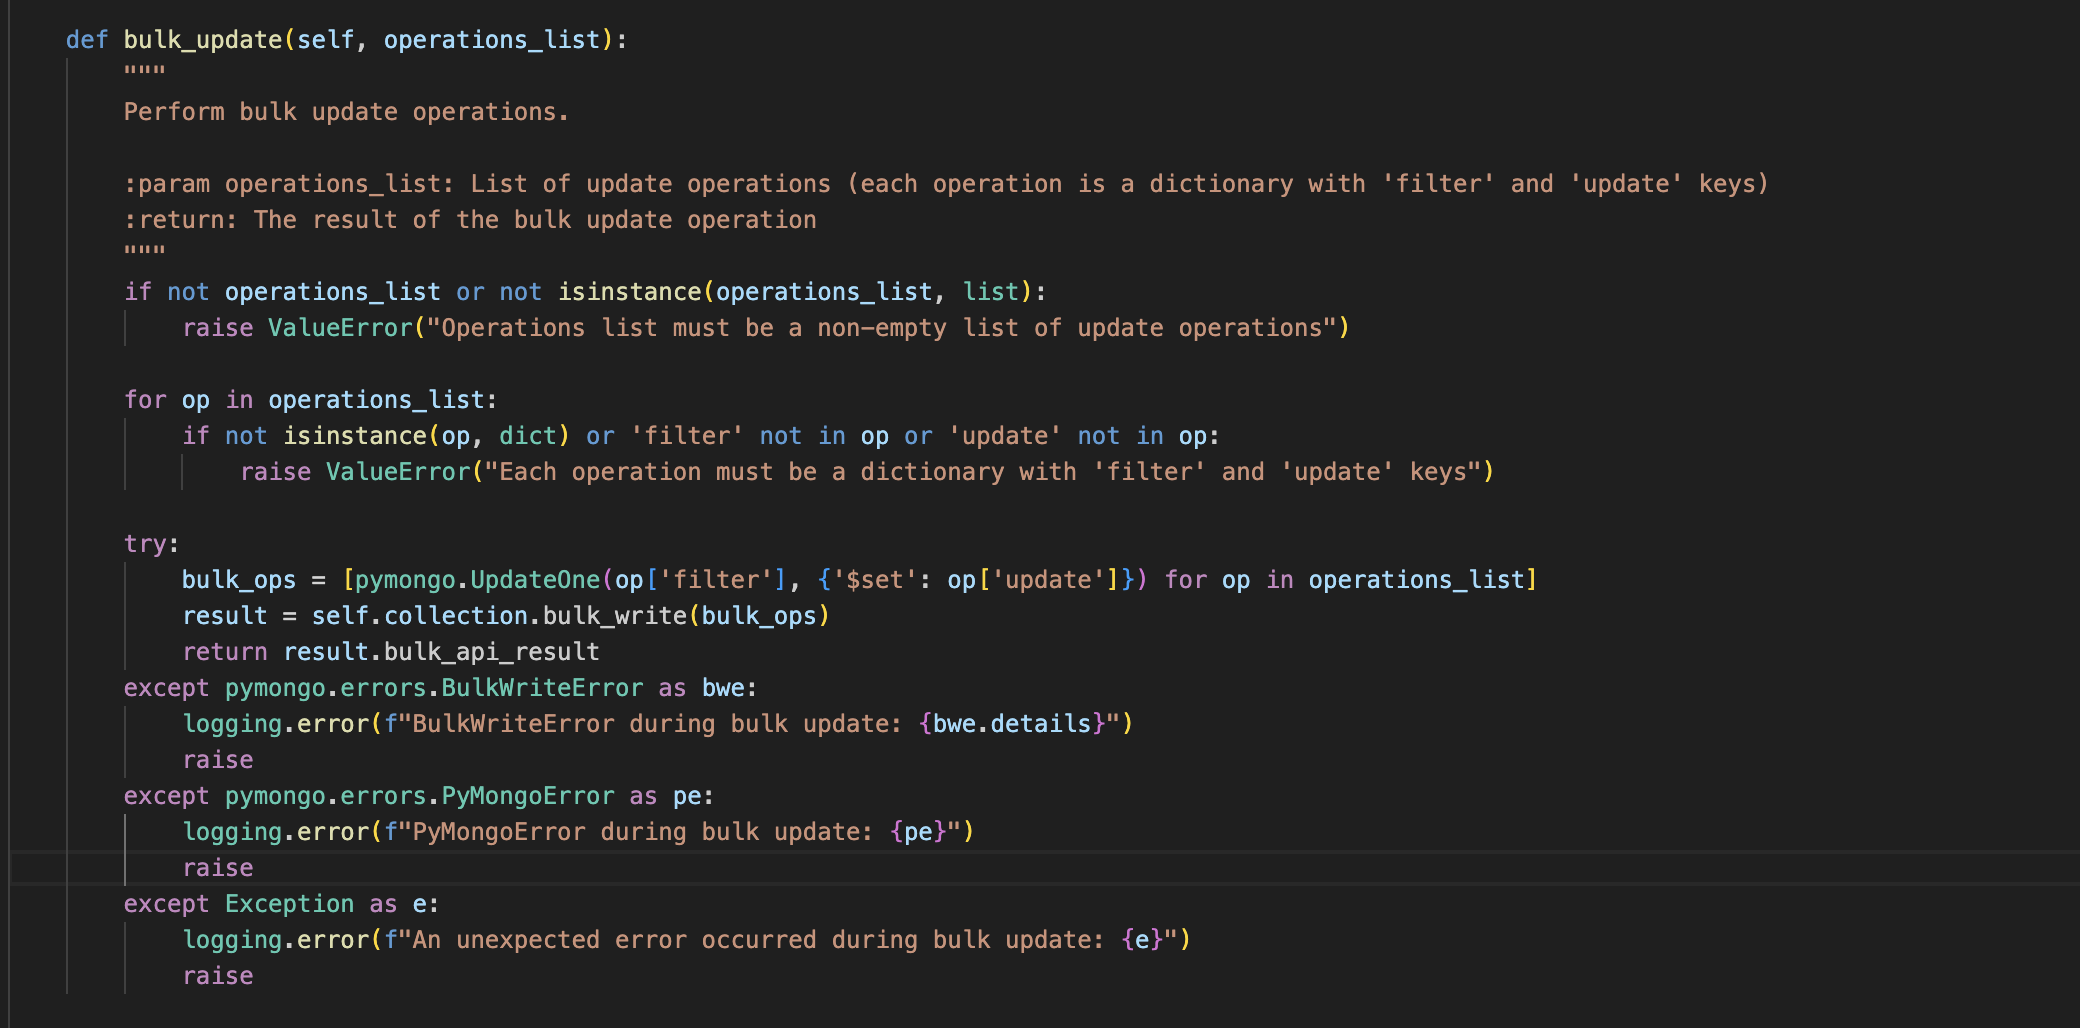 def bulk_update(self, operations_list):
"""
Perform bulk update operations.
:param operations_list: List of update operations (each operation is a dictionary with 'filter' and 'update' keys)
:return: The result of the bulk update operation
"""
if not operations_list or not isinstance(operations_list, list):
raise ValueError("Operations list must be a non-empty list of update operations")
for op in operations_list:
if not isinstance(op, dict) or 'filter' not in op or 'update' not in op:
raise ValueError("Each operation must be a dictionary with 'filter' and 'update' keys")
try:
bulk_ops = [pymongo.UpdateOne(op['filter'], {'$set': op['update']}) for op in operations_list]
result = self.collection.bulk_write(bulk_ops)
return result.bulk_api_result
except pymongo.errors.BulkWriteError as bwe:
logging.error(f"BulkWriteError during bulk update: {bwe.details}")
raise
except pymongo.errors.PyMongoError as pe:
logging.error(f"PyMongoError during bulk update: {pe}")
raise
except Exception as e:
logging.error(f"An unexpected error occurred during bulk update: {e}")
raise